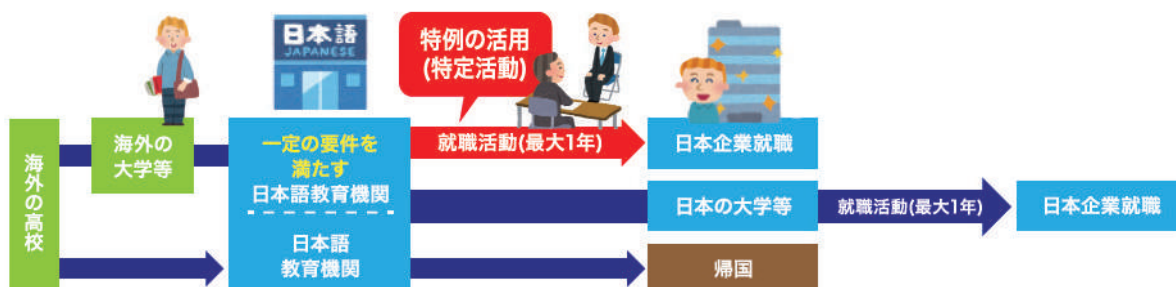 日本語
JAPANESE
特例の活用
(特定活動)
海外の高校
海外の
大学等
一定の要件を
満たす
日本語教育機関
日本語
教育機関
就職活動(最大1年)
日本企業就職
日本の大学等
就職活動(最大1年)
日本企業就職
帰国